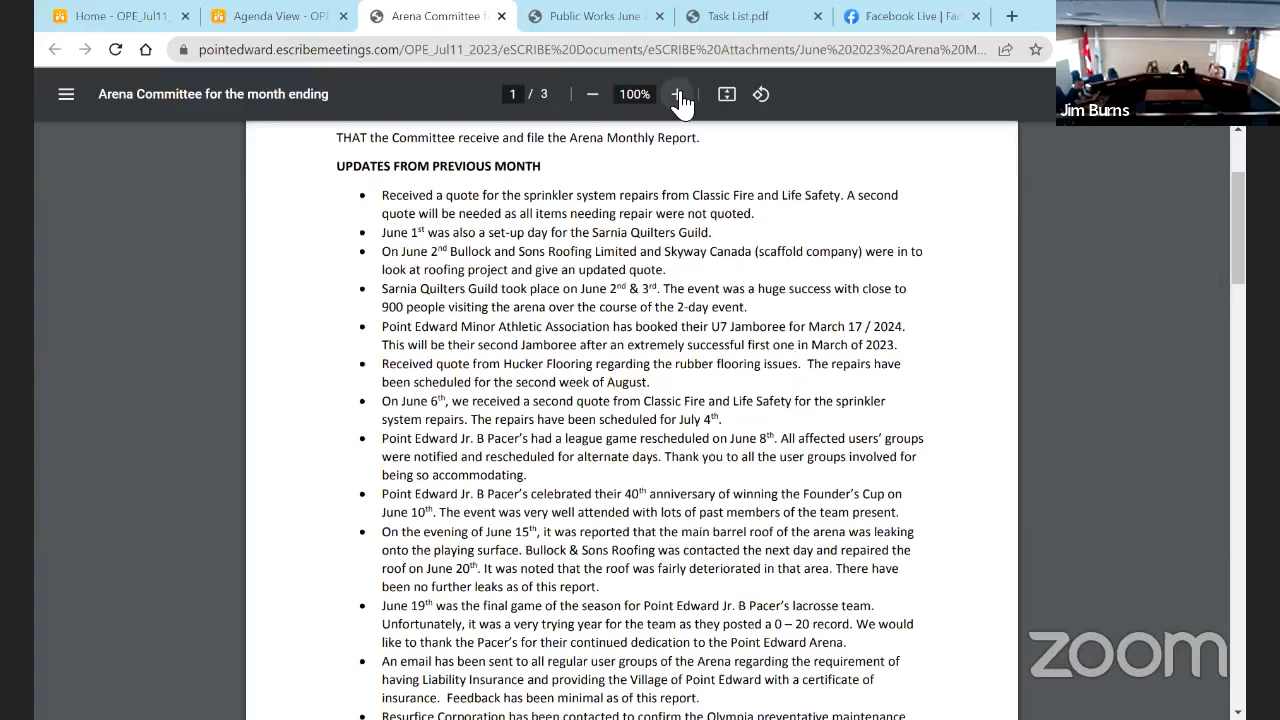 OPE_Jul11_
Agenda View - OPE
Arena Committee f
Public Works June
Task List.pdf
Facebook Live | Fac
pointedward.escribemeetings.com/OPE_Jul11_2023/eSCRIBE%20Documents/eSCRIBE%20Attachments/June%202023%20Arena%20M...
Jim Burns
Arena Committee for the month ending
1 / 3
100%
THAT the Committee receive and file the Arena Monthly Report.
UPDATES FROM PREVIOUS MONTH
• Received a quote for the sprinkler system repairs from Classic Fire and Life Safety. A second
quote will be needed as all items needing repair were not quoted.
• June 1st was also a set-up day for the Sarnia Quilters Guild.
• On June 2nd Bullock and Sons Roofing Limited and Skyway Canada (scaffold company) were in to
look at roofing project and give an updated quote.
• Sarnia Quilters Guild took place on June 2nd & 3rd. The event was a huge success with close to
900 people visiting the arena over the course of the 2-day event.
• Point Edward Minor Athletic Association has booked their U7 Jamboree for March 17 / 2024.
This will be their second Jamboree after an extremely successful first one in March of 2023.
• Received quote from Hucker Flooring regarding the rubber flooring issues. The repairs have
been scheduled for the second week of August.
• On June 6th, we received a second quote from Classic Fire and Life Safety for the sprinkler
system repairs. The repairs have been scheduled for July 4th.
• Point Edward Jr. B Pacer's had a league game rescheduled on June 8th. All affected users' groups
were notified and rescheduled for alternate days. Thank you to all the user groups involved for
being so accommodating.
• Point Edward Jr. B Pacer's celebrated their 40th anniversary of winning the Founder's Cup on
June 10th. The event was very well attended with lots of past members of the team present.
• On the evening of June 15th, it was reported that the main barrel roof of the arena was leaking
onto the playing surface. Bullock & Sons Roofing was contacted the next day and repaired the
roof on June 20th. It was noted that the roof was fairly deteriorated in that area. There have
been no further leaks as of this report.
• June 19th was the final game of the season for Point Edward Jr. B Pacer's lacrosse team.
Unfortunately, it was a very trying year for the team as they posted a 0 – 20 record. We would
like to thank the Pacer's for their continued dedication to the Point Edward Arena.
• An email has been sent to all regular user groups of the Arena regarding the requirement of
having Liability Insurance and providing the Village of Point Edward with a certificate of
insurance. Feedback has been minimal as of this report.
• Resurfice Corporation has been contacted to confirm the Olympia preventative maintenance
zoom